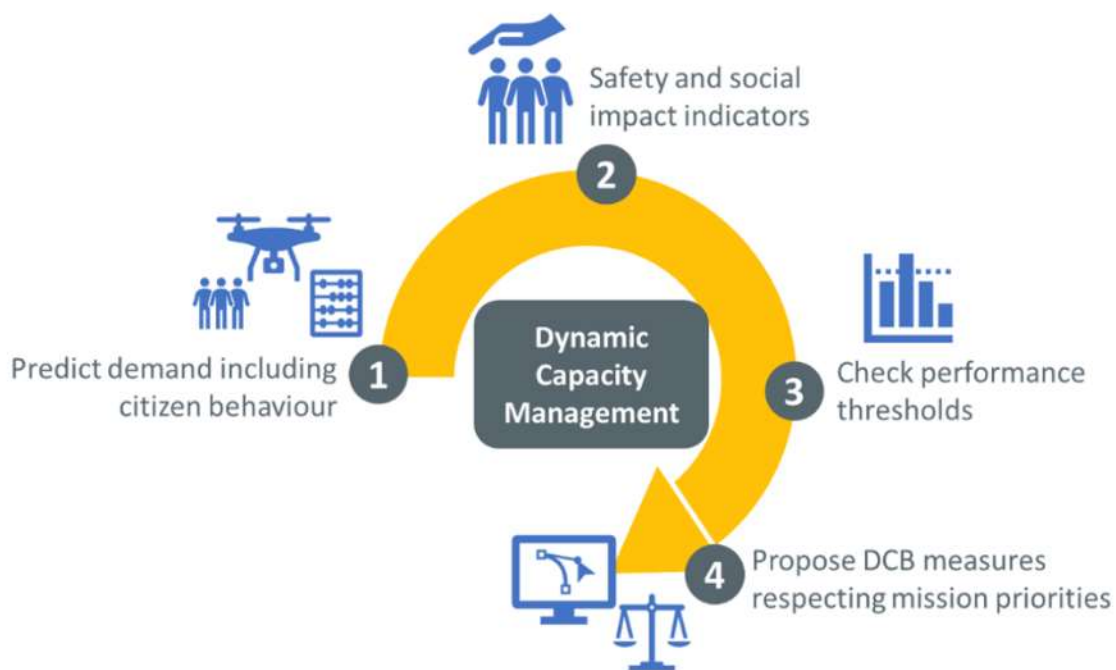 Safety and social
impact indicators
2
Predict demand including
citizen behaviour
1
Dynamic
Capacity
Management
3
Check performance
thresholds
4
Propose DCB measures
respecting mission priorities